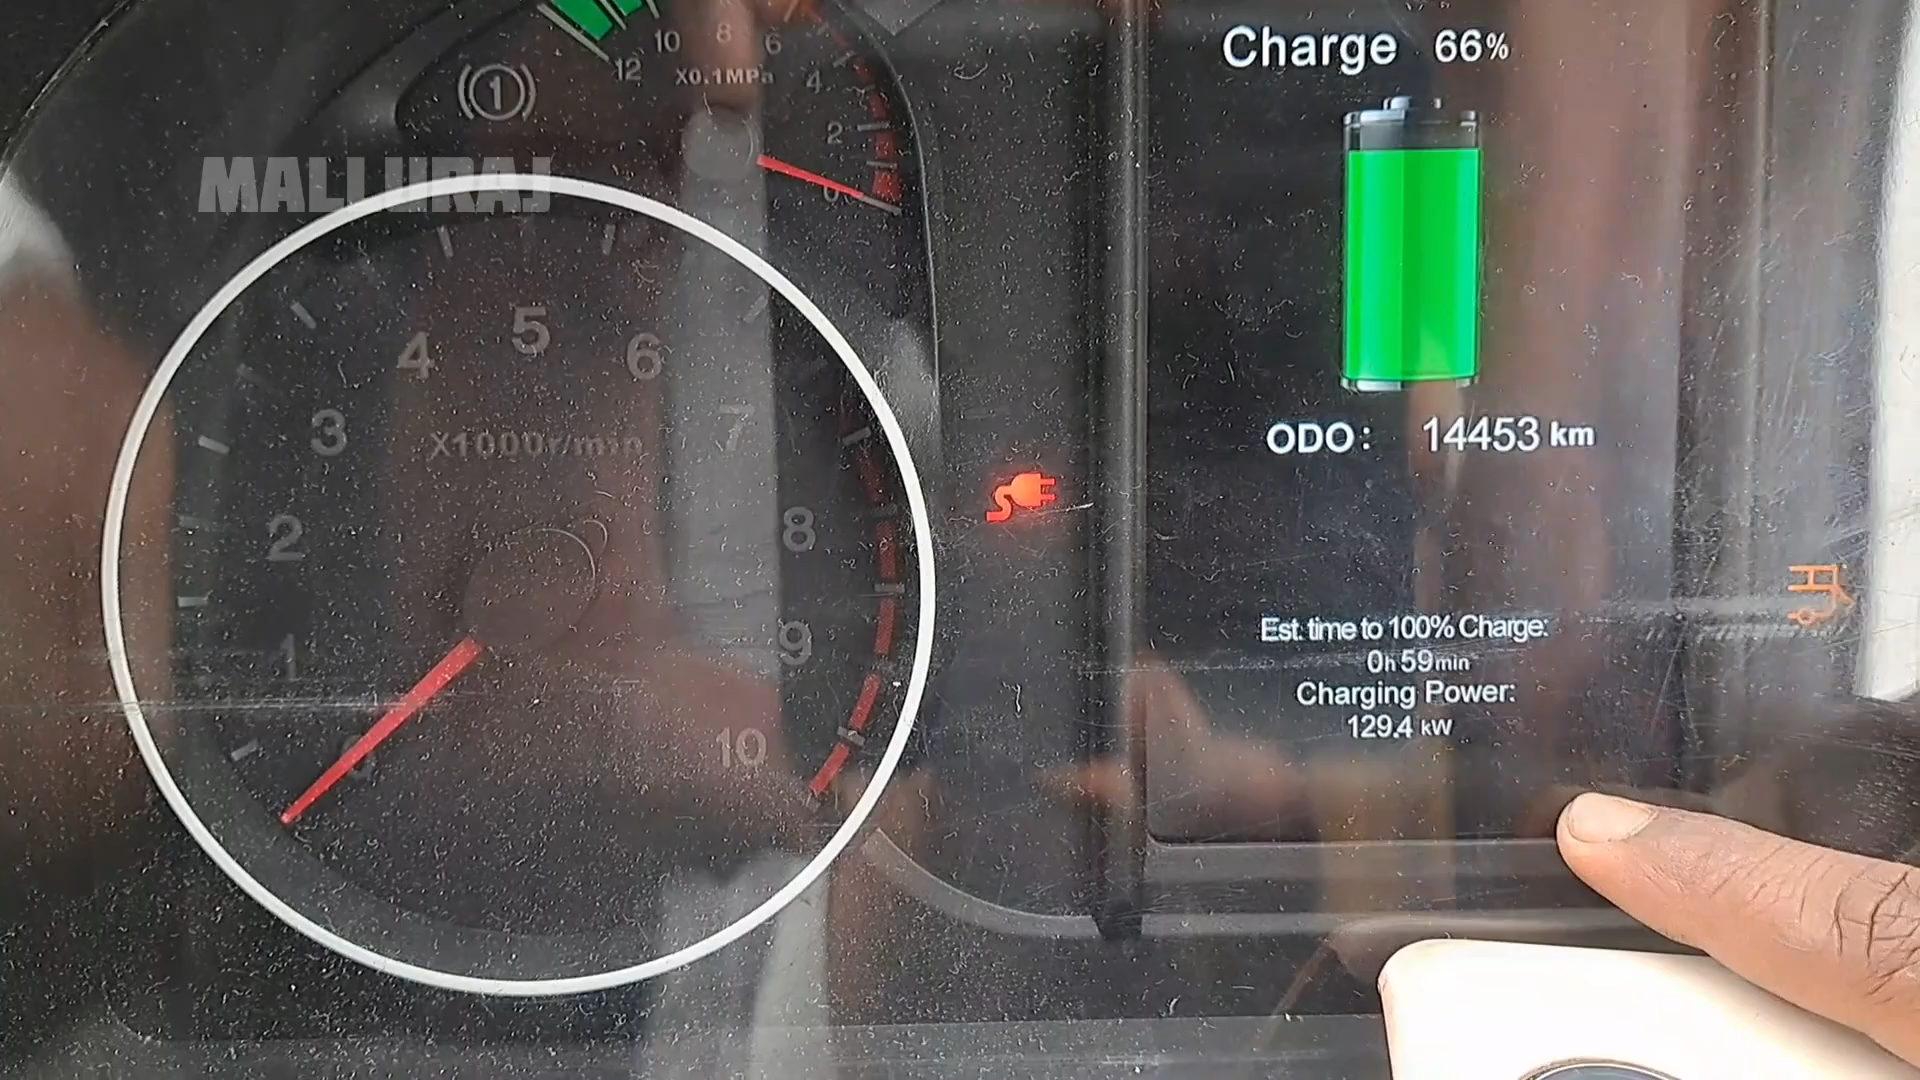 Charge 66%
10 8 6
12 X0.1MPa 4
2
0
1
MALLURAJ
5
4 6
3 X1000r/min 7
2 8
1 9
0 10
ODO: 14453 km
Est. time to 100% Charge:
0h 59min
Charging Power:
129.4 kW